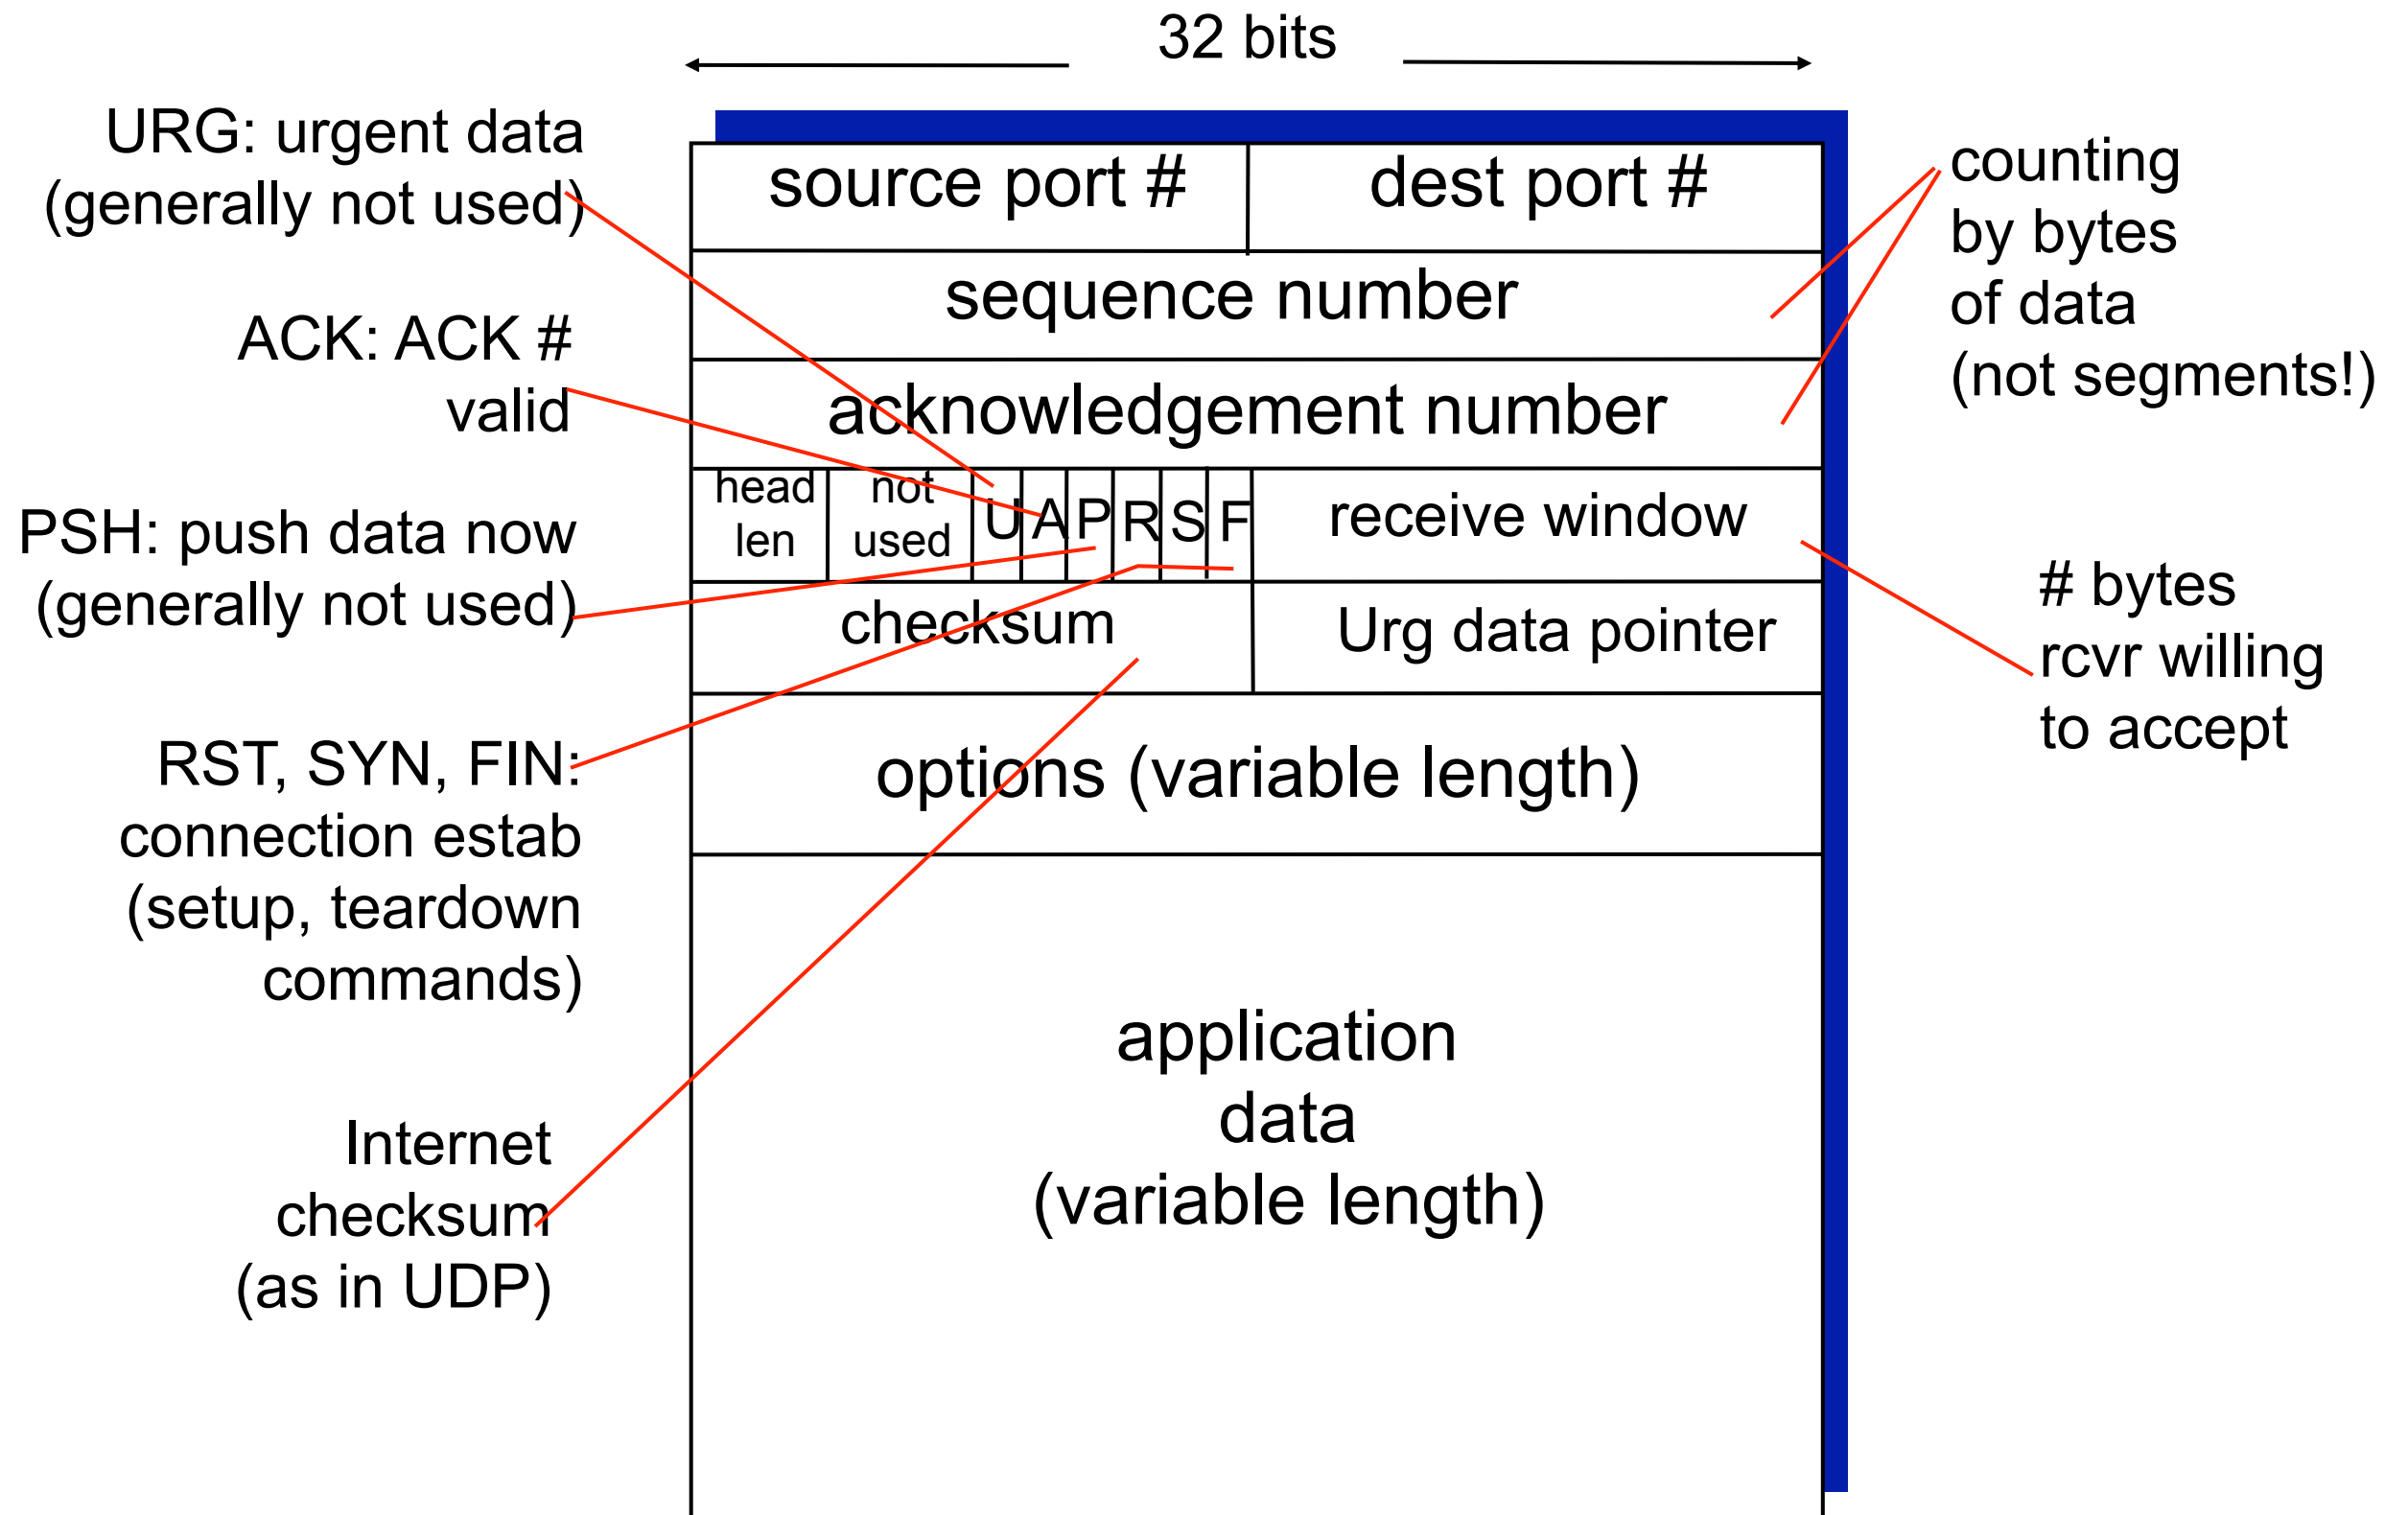 32 bits
URG: urgent data
(generally not used)
ACK: ACK #
valid
PSH: push data now
(generally not used)
RST, SYN, FIN:
connection estab
(setup, teardown
commands)
Internet
checksum
(as in UDP)
source port #
dest port #
sequence number
acknowledgement number
head
len
not
used
U
A
P
R
S
F
receive window
checksum
Urg data pointer
options (variable length)
application
data
(variable length)
counting
by bytes
of data
(not segments!)
# bytes
rcvr willing
to accept